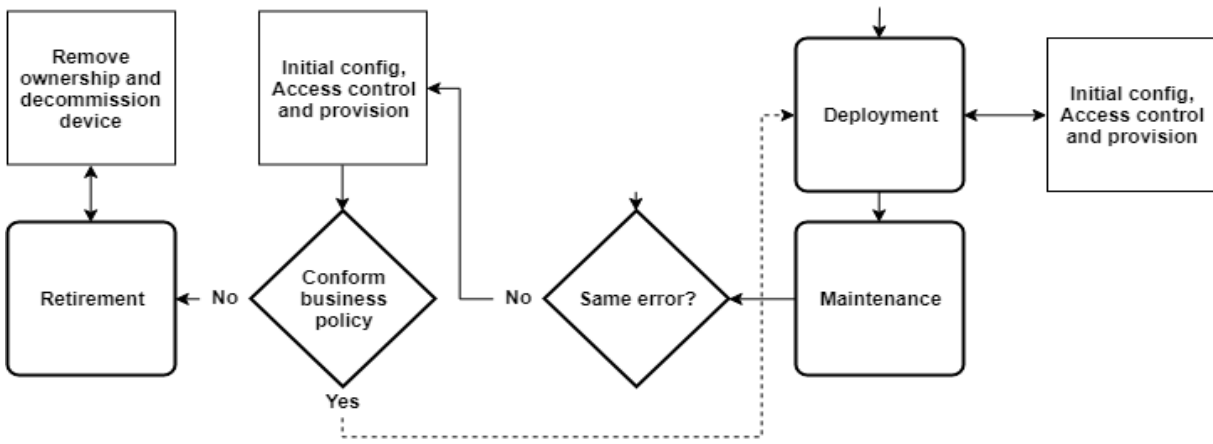 Remove
ownership and
decommission
device
Initial config,
Access control
and provision
Deployment
Initial config,
Access control
and provision
Retirement
No
Conform
business
policy
No
Same error?
Maintenance
Yes